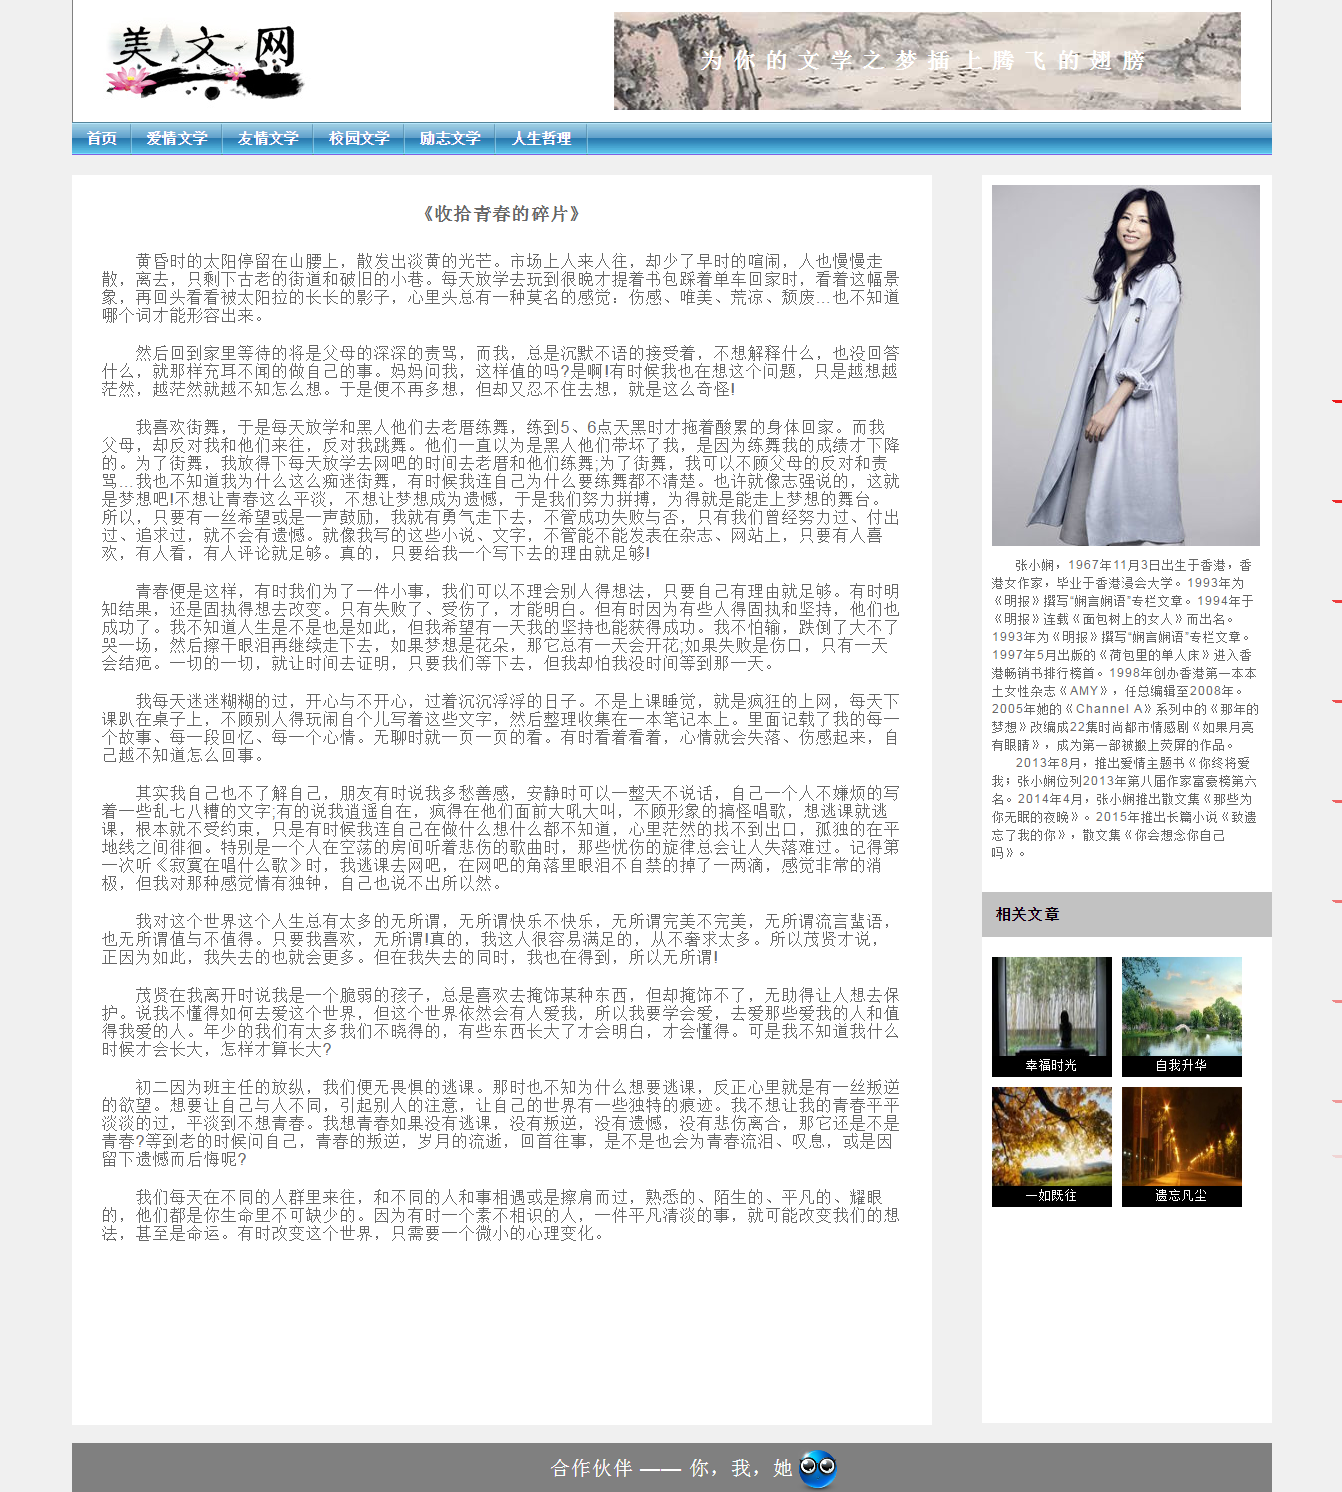 美文网
为你的文学之梦插上腾飞的翅膀
首页 爱情文学 友情文学 校园文学 励志文学 人生哲理
《收拾青春的碎片》
黄昏时的太阳停留在山腰上，散发出淡黄的光芒。市场上人来人往，却少了早时的喧闹，人也慢慢走
散，离去，只剩下古老的街道和破旧的小巷。每天放学去玩到很晚才提着书包踩着单车回家时，看着这幅景
象，再回头看看被太阳拉的长长的影子，心里头总有一种莫名的感觉：伤感、唯美、荒凉、颓废…也不知道
哪个词才能形容出来。
然后回到家里等待的将是父母的深深的责骂，而我，总是沉默不语的接受着，不想解释什么，也没回答
什么，就那样充耳不闻的做自己的事。妈妈问我，这样值的吗?是啊!有时候我也在想这个问题，只是越想越
茫然，越茫然就越不知怎么想。于是便不再多想，但却又忍不住去想，就是这么奇怪!
我喜欢街舞，于是每天放学和黑人他们去老厝练舞，练到5、6点天黑时才拖着酸累的身体回家。而我
父母，却反对我和他们来往，反对我跳舞。他们一直以为是黑人他们带坏了我，是因为练舞我的成绩才下降
的。为了街舞，我放得下每天放学去网吧的时间去老厝和他们练舞;为了街舞，我可以不顾父母的反对和责
骂…我也不知道我为什么这么痴迷街舞，有时候我连自己为什么要练舞都不清楚。也许就像志强说的，这就
是梦想吧!不想让青春这么平淡，不想让梦想成为遗憾，于是我们努力拼搏，为得就是能走上梦想的舞台。
所以，只要有一丝希望或是一声鼓励，我就有勇气走下去，不管成功失败与否，只有我们曾经努力过、付出
过、追求过，就不会有遗憾。就像我写的这些小说、文字，不管能不能发表在杂志、网站上，只要有人喜
欢，有人看，有人评论就足够。真的，只要给我一个写下去的理由就足够!
青春便是这样，有时我们为了一件小事，我们可以不理会别人得想法，只要自己有理由就足够。有时明
知结果，还是固执得想去改变。只有失败了、受伤了，才能明白。但有时因为有些人得固执和坚持，他们也
成功了。我不知道人生是不是也是如此，但我希望有一天我的坚持也能获得成功。我不怕输，跌倒了大不了
哭一场，然后擦干眼泪再继续走下去，如果梦想是花朵，那它总有一天会开花;如果失败是伤口，只有一天
会结疤。一切的一切，就让时间去证明，只要我们等下去，但我却怕我没时间等到那一天。
我每天迷迷糊糊的过，开心与不开心，过着沉沉浮浮的日子。不是上课睡觉，就是疯狂的上网，每天下
课趴在桌子上，不顾别人得玩闹自个儿写着这些文字，然后整理收集在一本笔记本上。里面记载了我的每一
个故事、每一段回忆、每一个心情。无聊时就一页一页的看。有时看着看着，心情就会失落、伤感起来，自
己越不知道怎么回事。
其实我自己也不了解自己，朋友有时说我多愁善感，安静时可以一整天不说话，自己一个人不嫌烦的写
着一些乱七八糟的文字;有的说我逍遥自在，疯得在他们面前大吼大叫，不顾形象的搞怪唱歌，想逃课就逃
课，根本就不受约束，只是有时候我连自己在做什么想什么都不知道，心里茫然的找不到出口，孤独的在平
地线之间徘徊。特别是一个人在空荡的房间听着悲伤的歌曲时，那些忧伤的旋律总会让人失落难过。记得第
一次听《寂寞在唱什么歌》时，我逃课去网吧，在网吧的角落里眼泪不自禁的掉了一两滴，感觉非常的消
极，但我对那种感觉情有独钟，自己也说不出所以然。
我对这个世界这个人生总有太多的无所谓，无所谓快乐不快乐，无所谓完美不完美，无所谓流言蜚语，
也无所谓值与不值得。只要我喜欢，无所谓!真的，我这人很容易满足的，从不奢求太多。所以茂贤才说，
正因为如此，我失去的也就会更多。但在我失去的同时，我也在得到，所以无所谓!
茂贤在我离开时说我是一个脆弱的孩子，总是喜欢去掩饰某种东西，但却掩饰不了，无助得让人想去保
护。说我不懂得如何去爱这个世界，但这个世界依然会有人爱我，所以我要学会爱，去爱那些爱我的人和值
得我爱的人。年少的我们有太多我们不晓得的，有些东西长大了才会明白，才会懂得。可是我不知道我什么
时候才会长大，怎样才算长大?
初二因为班主任的放纵，我们便无畏惧的逃课。那时也不知为什么想要逃课，反正心里就是有一丝叛逆
的欲望。想要让自己与人不同，引起别人的注意，让自己的世界有一些独特的痕迹。我不想让我的青春平平
淡淡的过，平淡到不想青春。我想青春如果没有逃课，没有叛逆，没有遗憾，没有悲伤离合，那它还是不是
青春?等到老的时候问自己，青春的叛逆，岁月的流逝，回首往事，是不是也会为青春流泪、叹息，或是因
留下遗憾而后悔呢?
我们每天在不同的人群里来往，和不同的人和事相遇或是擦肩而过，熟悉的、陌生的、平凡的、耀眼
的，他们都是你生命里不可缺少的。因为有时一个素不相识的人，一件平凡清淡的事，就可能改变我们的想
法，甚至是命运。有时改变这个世界，只需要一个微小的心理变化。
张小娴，1967年11月3日出生于香港，香
港女作家，毕业于香港浸会大学。1993年为
《明报》撰写“娴言娴语”专栏文章。1994年于
《明报》连载《面包树上的女人》而出名。
1993年为《明报》撰写“娴言娴语”专栏文章。
1997年5月出版的《荷包里的单人床》进入香
港畅销书排行榜首。1998年创办香港第一本本
土女性杂志《AMY》，任总编辑至2008年。
2005年她的《Channel A》系列中的《那年的
梦想》改编成22集时尚都市情感剧《如果月亮
有眼睛》，成为第一部被搬上荧屏的作品。
2013年8月，推出爱情主题书《你终将爱
我；张小娴位列2013年第八届作家富豪榜第六
名。2014年4月，张小娴推出散文集《那些为
你无眠的夜晚》。2015年推出长篇小说《致遗
忘了我的你》，散文集《你会想念你自己
吗》。
相关文章
幸福时光 自我升华
一如既往 遗忘凡尘
合作伙伴 —— 你，我，她